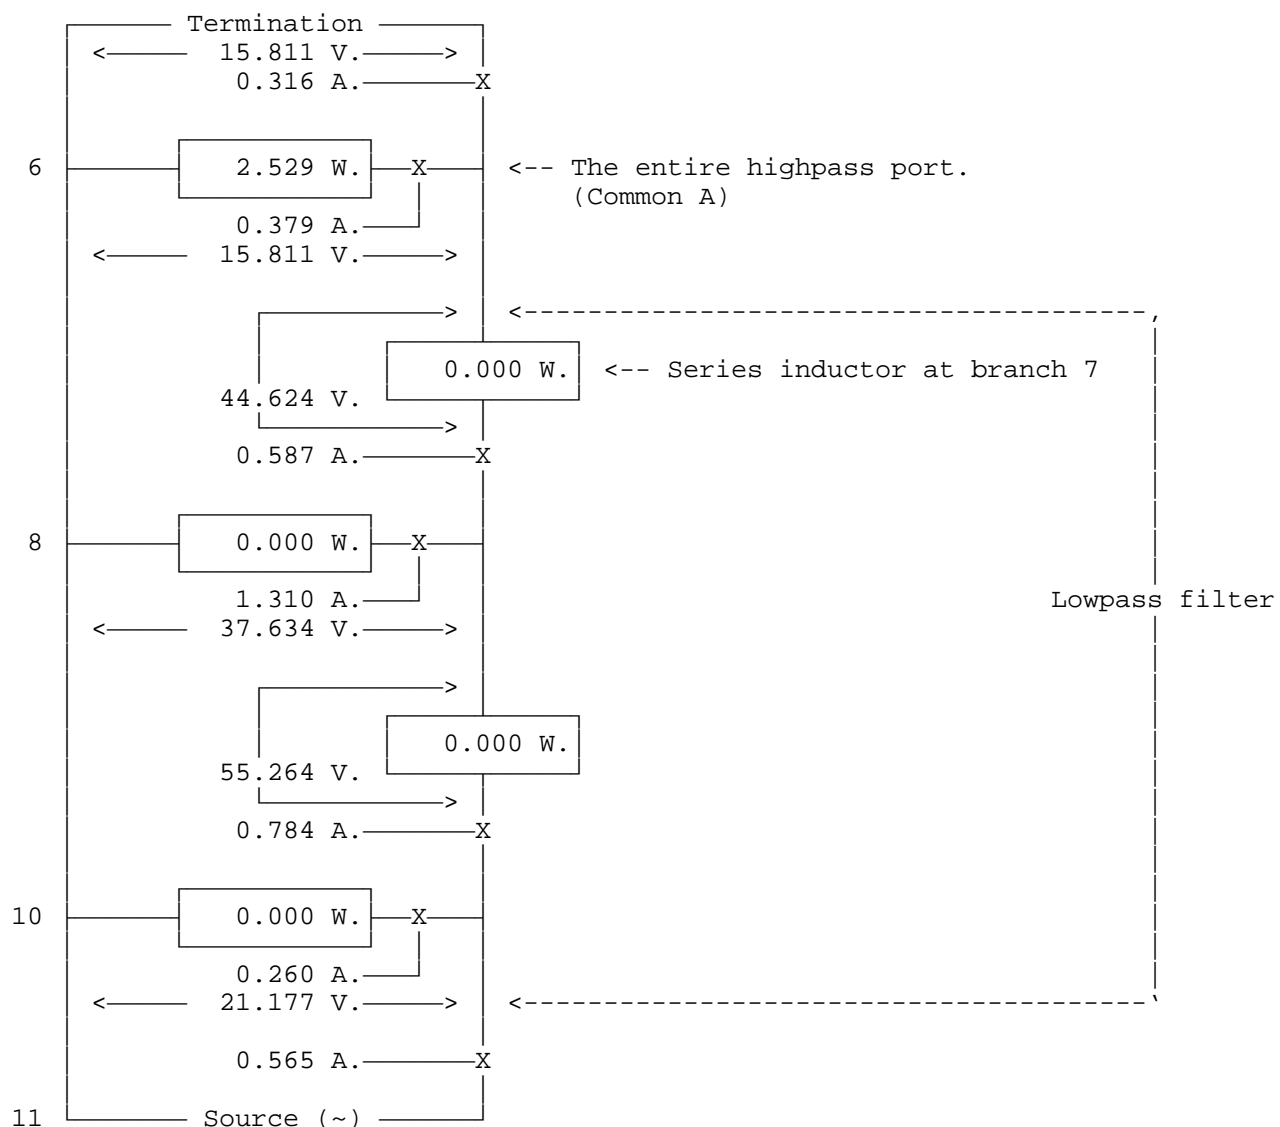 Termination
<—— 15.811 V.——>
0.316 A.——X
6 2.529 W. X <-- The entire highpass port.
(Common A)
0.379 A.
<—— 15.811 V.——>
> <---------------------------------------,
0.000 W. <-- Series inductor at branch 7
44.624 V.
>
0.587 A.——X
8 0.000 W. X
1.310 A. Lowpass filter
<—— 37.634 V.——>
>
0.000 W.
55.264 V.
>
0.784 A.——X
10 0.000 W. X
0.260 A.
<—— 21.177 V.——> <---------------------------------------`
0.565 A.——X
11 Source (~)